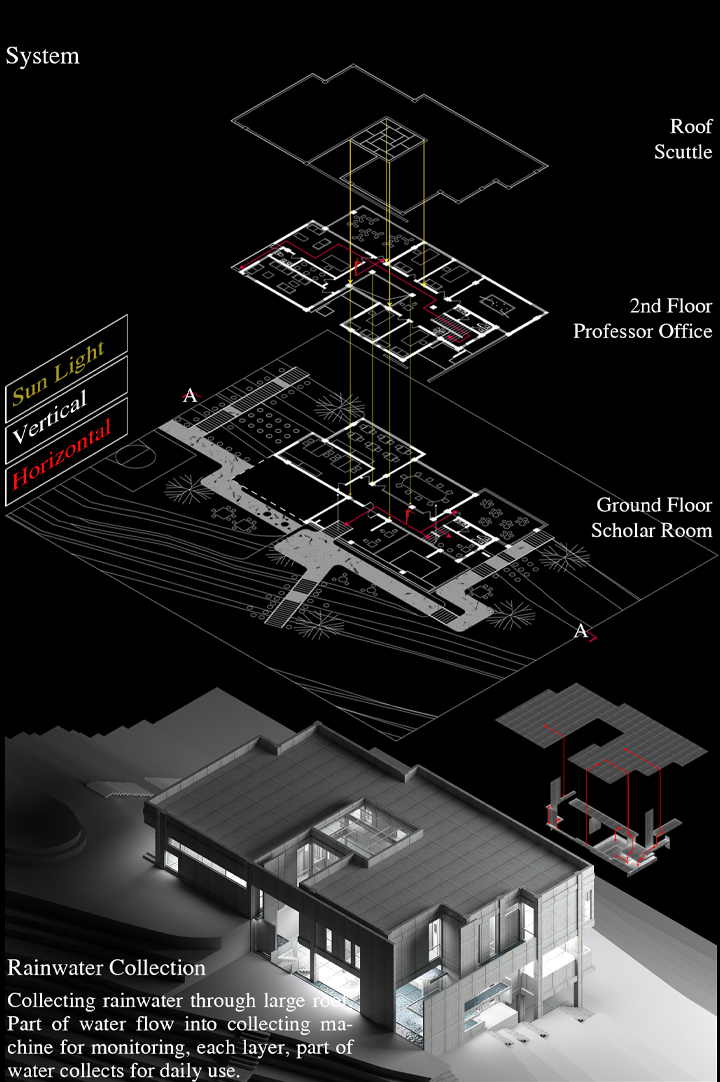 System
Roof
Scuttle
2nd Floor
Professor Office
Sun Light
Vertical
Horizontal
A
Ground Floor
Scholar Room
A
Rainwater Collection
Collecting rainwater through large roof.
Part of water flow into collecting ma-
chine for monitoring, each layer, part of
water collects for daily use.